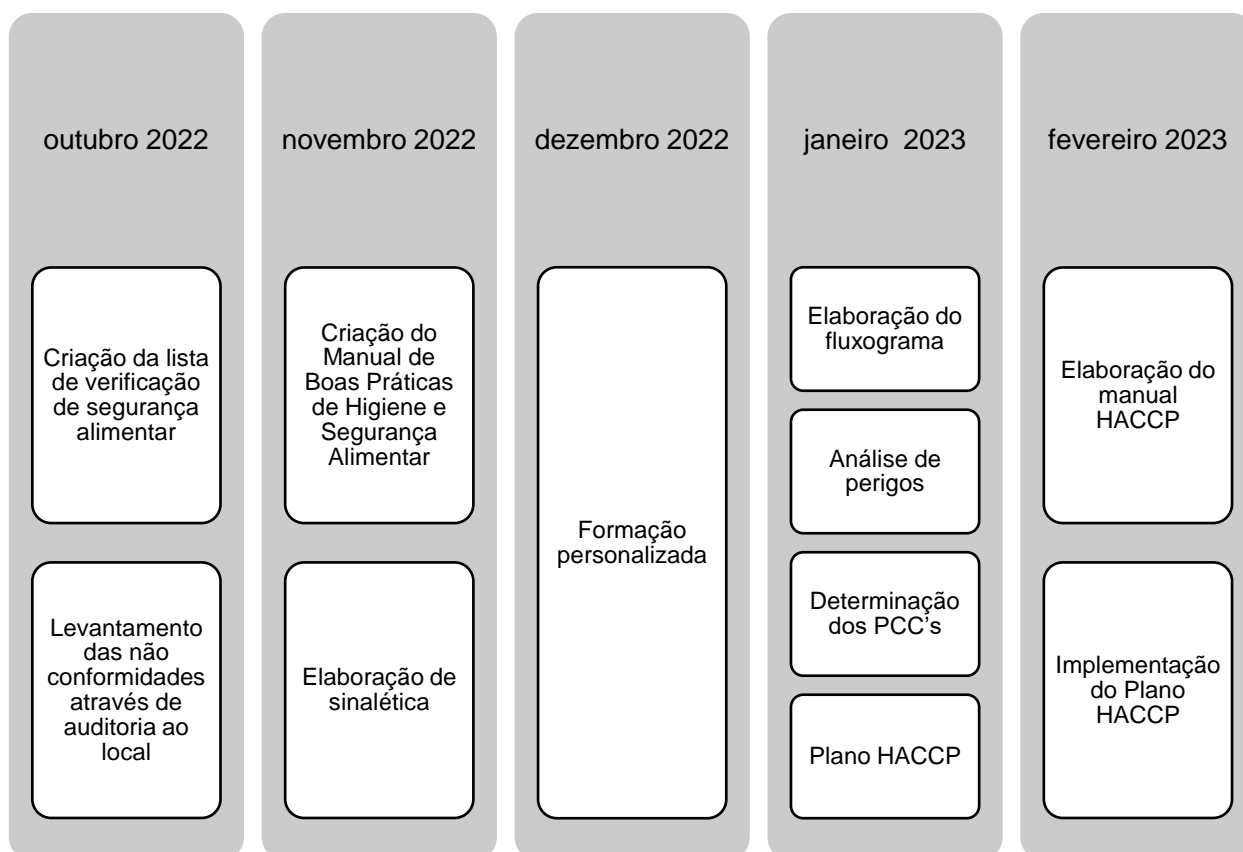 outubro 2022
Criação da lista
de verificação
de segurança
alimentar
Levantamento
das não
conformidades
através de
auditoria ao
local
novembro 2022
Criação do
Manual de
Boas Práticas
de Higiene e
Segurança
Alimentar
Elaboração de
sinalética
dezembro 2022
Formação
personalizada
janeiro  2023
Elaboração do
fluxograma
Análise de
perigos
Determinação
dos PCC's
Plano HACCP
fevereiro 2023
Elaboração do
manual
HACCP
Implementação
do Plano
HACCP